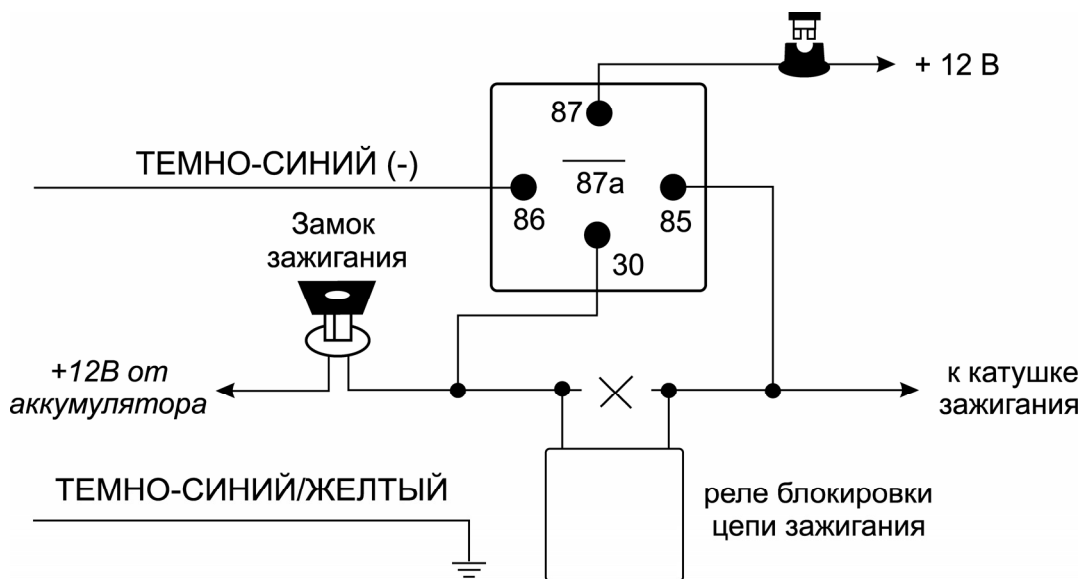 + 12 В
87
ТЕМНО-СИНИЙ (-)
87а
86
85
Замок
зажигания
30
+12В от
аккумулятора
к катушке
зажигания
ТЕМНО-СИНИЙ/ЖЕЛТЫЙ
реле блокировки
цепи зажигания